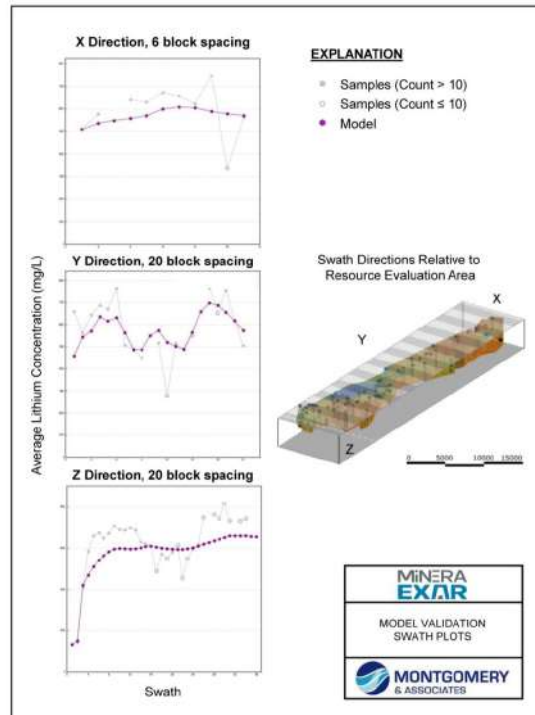 X Direction, 6 block spacing
EXPLANATION
Samples (Count > 10)
Samples (Count ≤ 10)
Model
Average Lithium Concentration (mg/L)
Y Direction, 20 block spacing
Swath Directions Relative to
Resource Evaluation Area
X
Y
Z
0 5000 10000 15000
Z Direction, 20 block spacing
Swath
MINERA
EXAR
MODEL VALIDATION
SWATH PLOTS
MONTGOMERY
& ASSOCIATES